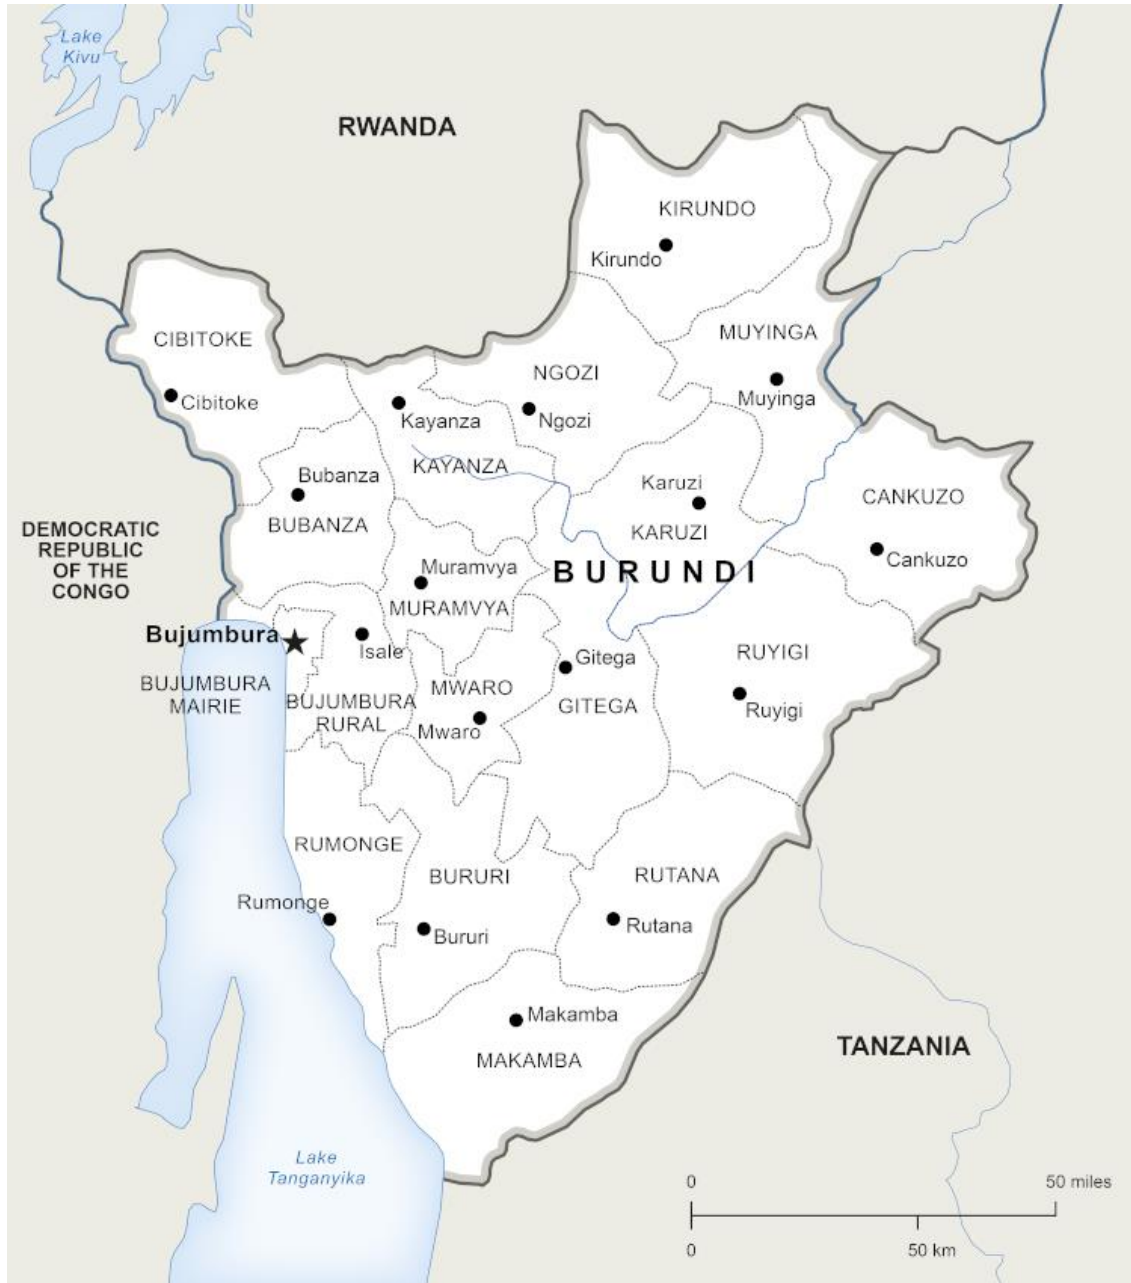 Lake
Kivu
RWANDA
KIRUNDO
Kirundo
CIBITOKE
MUYINGA
NGOZI
Muyinga
Cibitoke
Kayanza
Ngozi
KAYANZA
Bubanza
Karuzi
CANKUZO
BUBANZA
KARUZI
DEMOCRATIC
REPUBLIC
OF THE
CONGO
Cankuzo
Muramvya
BURUNDI
MURAMVYA
Bujumbura
Isale
Gitega
RUYIGI
BUJUMBURA
MAIRIE
BUJUMBURA
RURAL
MWARO
GITEGA
Ruyigi
Mwaro
RUMONGE
BURURI
RUTANA
Rumonge
Bururi
Rutana
Makamba
MAKAMBA
TANZANIA
Lake
Tanganyika
0 50 miles
0 50 km